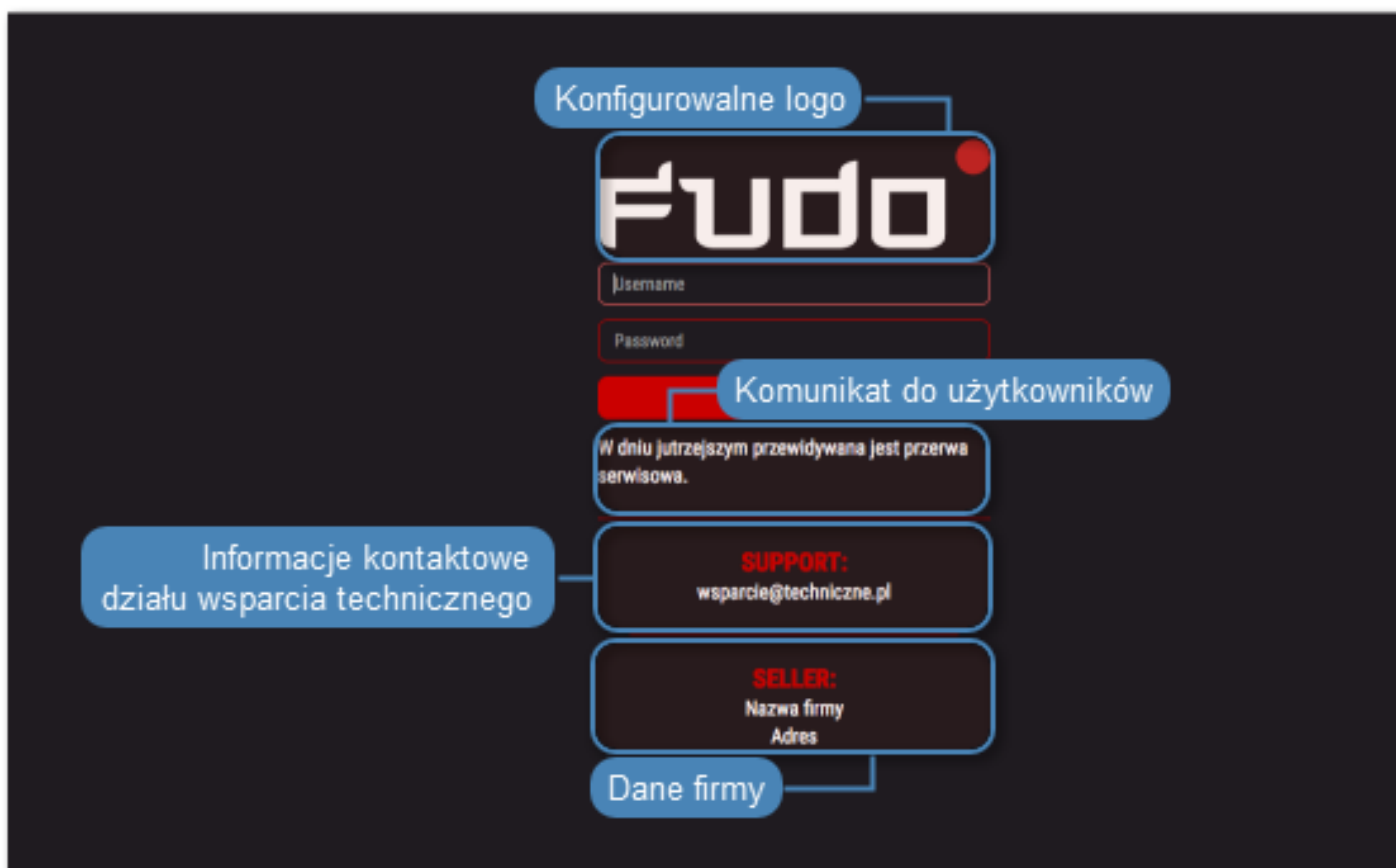 Konfigurowalne logo
FUDO
Username
Password
Komunikat do użytkowników
W dniu jutrzejszym przewidywana jest przerwa
serwisowa.
Informacje kontaktowe
działu wsparcia technicznego
SUPPORT:
wsparcie@techniczne.pl
SELLER:
Nazwa firmy
Adres
Dane firmy